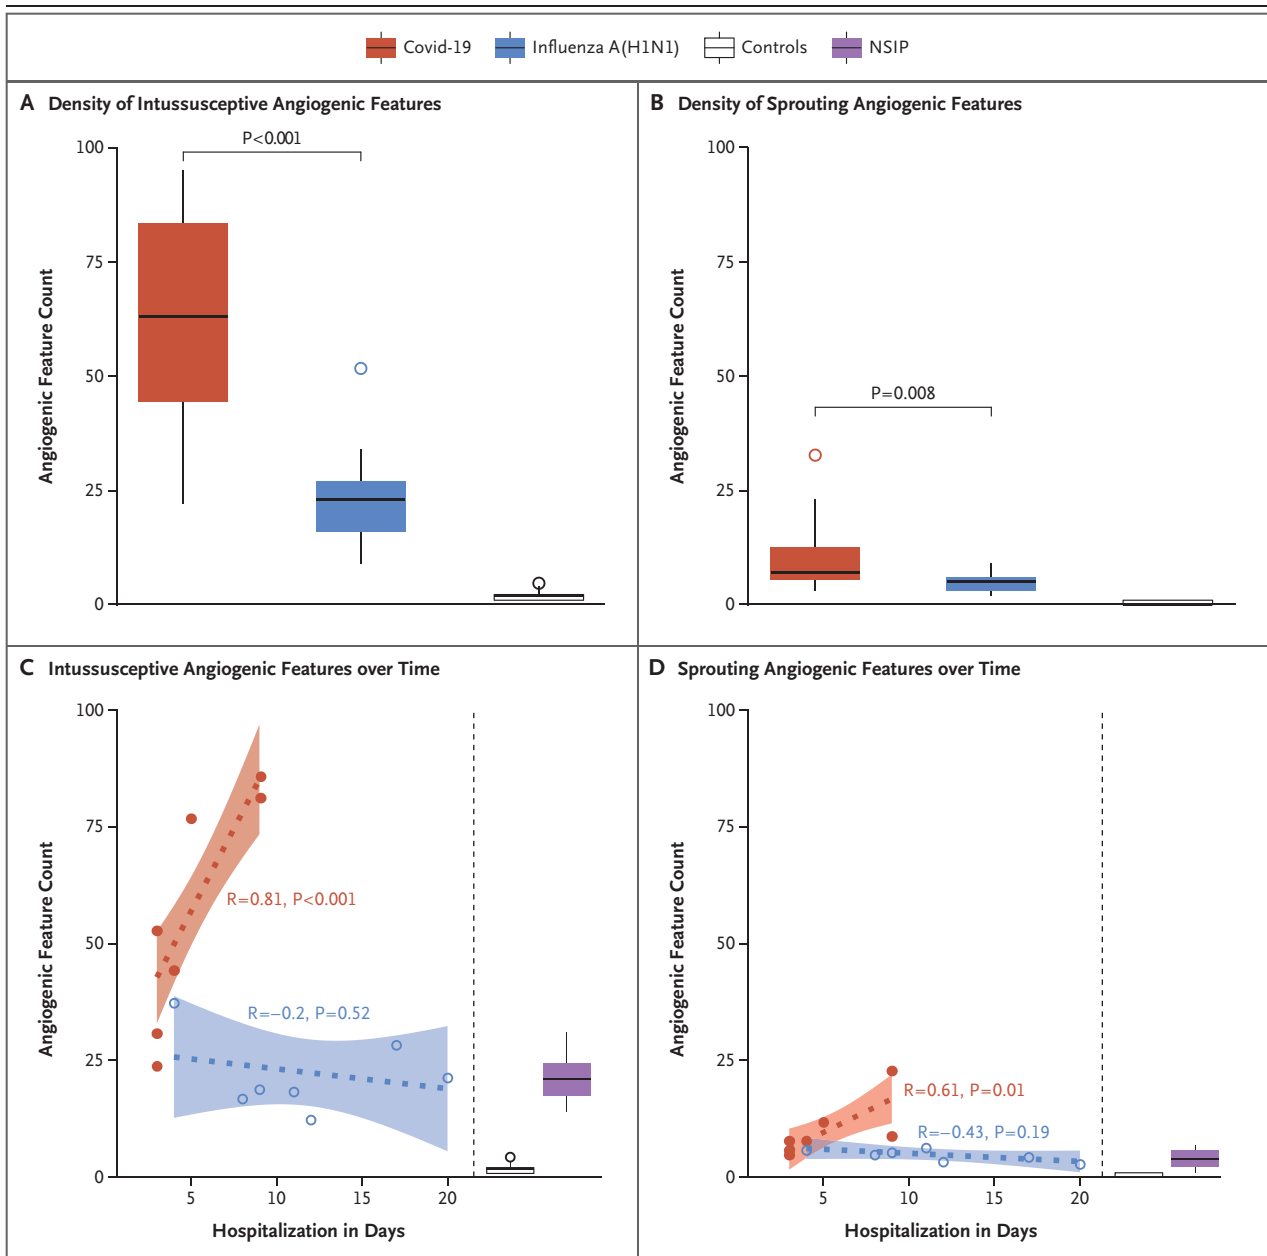 Covid-19 Influenza A(H1N1) Controls NSIP
A Density of Intussusceptive Angiogenic Features
P<0.001
100
75
50
25
0
Angiogenic Feature Count
B Density of Sprouting Angiogenic Features
100
75
50
25
0
Angiogenic Feature Count
P=0.008
C Intussusceptive Angiogenic Features over Time
100
75
50
25
0
Angiogenic Feature Count
R=0.81, P<0.001
R=−0.2, P=0.52
5 10 15 20
Hospitalization in Days
D Sprouting Angiogenic Features over Time
100
75
50
25
0
Angiogenic Feature Count
R=0.61, P=0.01
R=−0.43, P=0.19
5 10 15 20
Hospitalization in Days